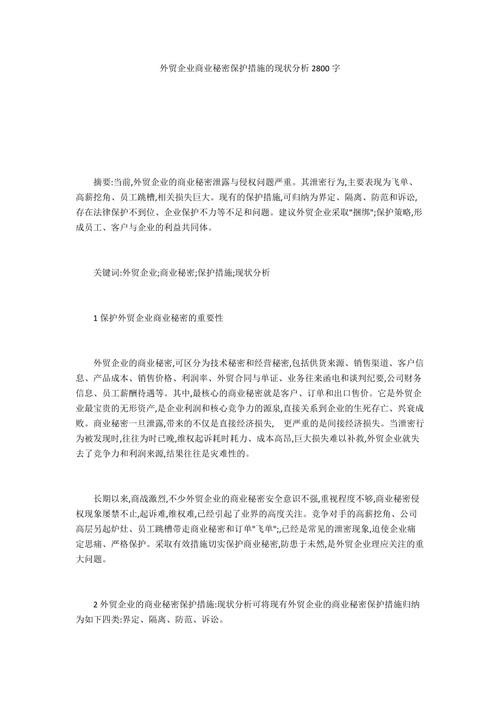 外贸企业商业秘密保护措施的现状分析 2800 字
摘要:当前,外贸企业的商业秘密泄露与侵权问题严重。其泄密行为,主要表现为飞单、
高薪挖角、员工跳槽,相关损失巨大。现有的保护措施,可归纳为界定、隔离、防范和诉讼,
存在法律保护不到位、企业保护不力等不足和问题。建议外贸企业采取"捆绑";保护策略,形
成员工、客户与企业的利益共同体。
关键词:外贸企业;商业秘密;保护措施;现状分析
1 保护外贸企业商业秘密的重要性
外贸企业的商业秘密,可区分为技术秘密和经营秘密,包括供货来源、销售渠道、客户信
息、产品成本、销售价格、利润率、外贸合同与单证、业务往来函电和谈判纪要,公司财务
信息、员工薪酬待遇等。其中,最核心的商业秘密就是客户、订单和出口售价。它是外贸企
业最宝贵的无形资产,是企业利润和核心竞争力的源泉,直接关系到企业的生死存亡、兴衰成
败。商业秘密一旦泄露,带来的不仅是直接经济损失, 更严重的是间接经济损失。当泄密行
为被发现时,往往为时已晚,维权起诉耗时耗力、成本高昂,巨大损失难以补救,外贸企业就失
去了竞争力和利润来源,结果往往是灾难性的。
长期以来,商战激烈,不少外贸企业的商业秘密安全意识不强,重视程度不够,商业秘密侵
权现象屡禁不止,起诉难,维权难,已经引起了业界的高度关注。竞争对手的高薪挖角、公司
高层另起炉灶、员工跳槽带走商业秘密和订单"飞单";,已经是常见的泄密现象,迫使企业痛
定思痛、严格保护。采取有效措施切实保护商业秘密,防患于未然,是外贸企业理应关注的重
大问题。
2 外贸企业的商业秘密保护措施:现状分析可将现有外贸企业的商业秘密保护措施归纳
为如下四类:界定、隔离、防范、诉讼。